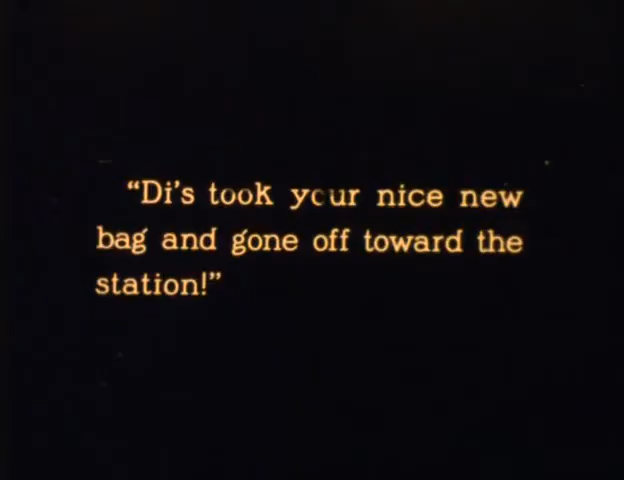 “Di's took your nice new
bag and gone off toward the
station!”